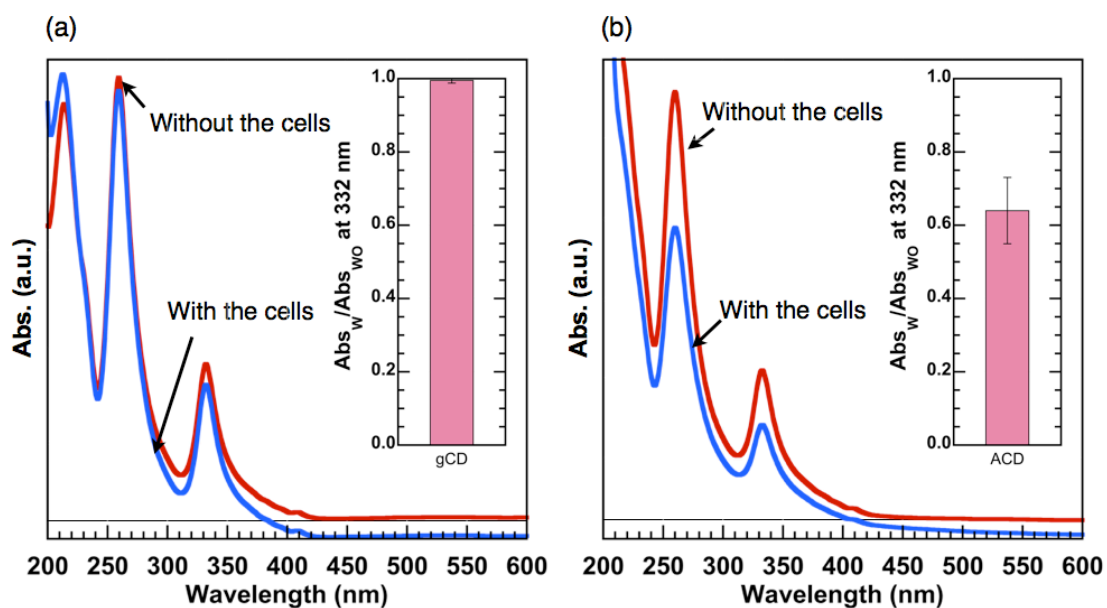 (a)
Abs. (a.u.)
Without the cells
With the cells
Abs_W/Abs_WO at 332 nm
1.0
0.8
0.6
0.4
0.2
0.0
gCD
200 250 300 350 400 450 500 550 600
Wavelength (nm)
(b)
Abs. (a.u.)
Without the cells
With the cells
Abs_W/Abs_WO at 332 nm
1.0
0.8
0.6
0.4
0.2
0.0
ACD
200 250 300 350 400 450 500 550 600
Wavelength (nm)